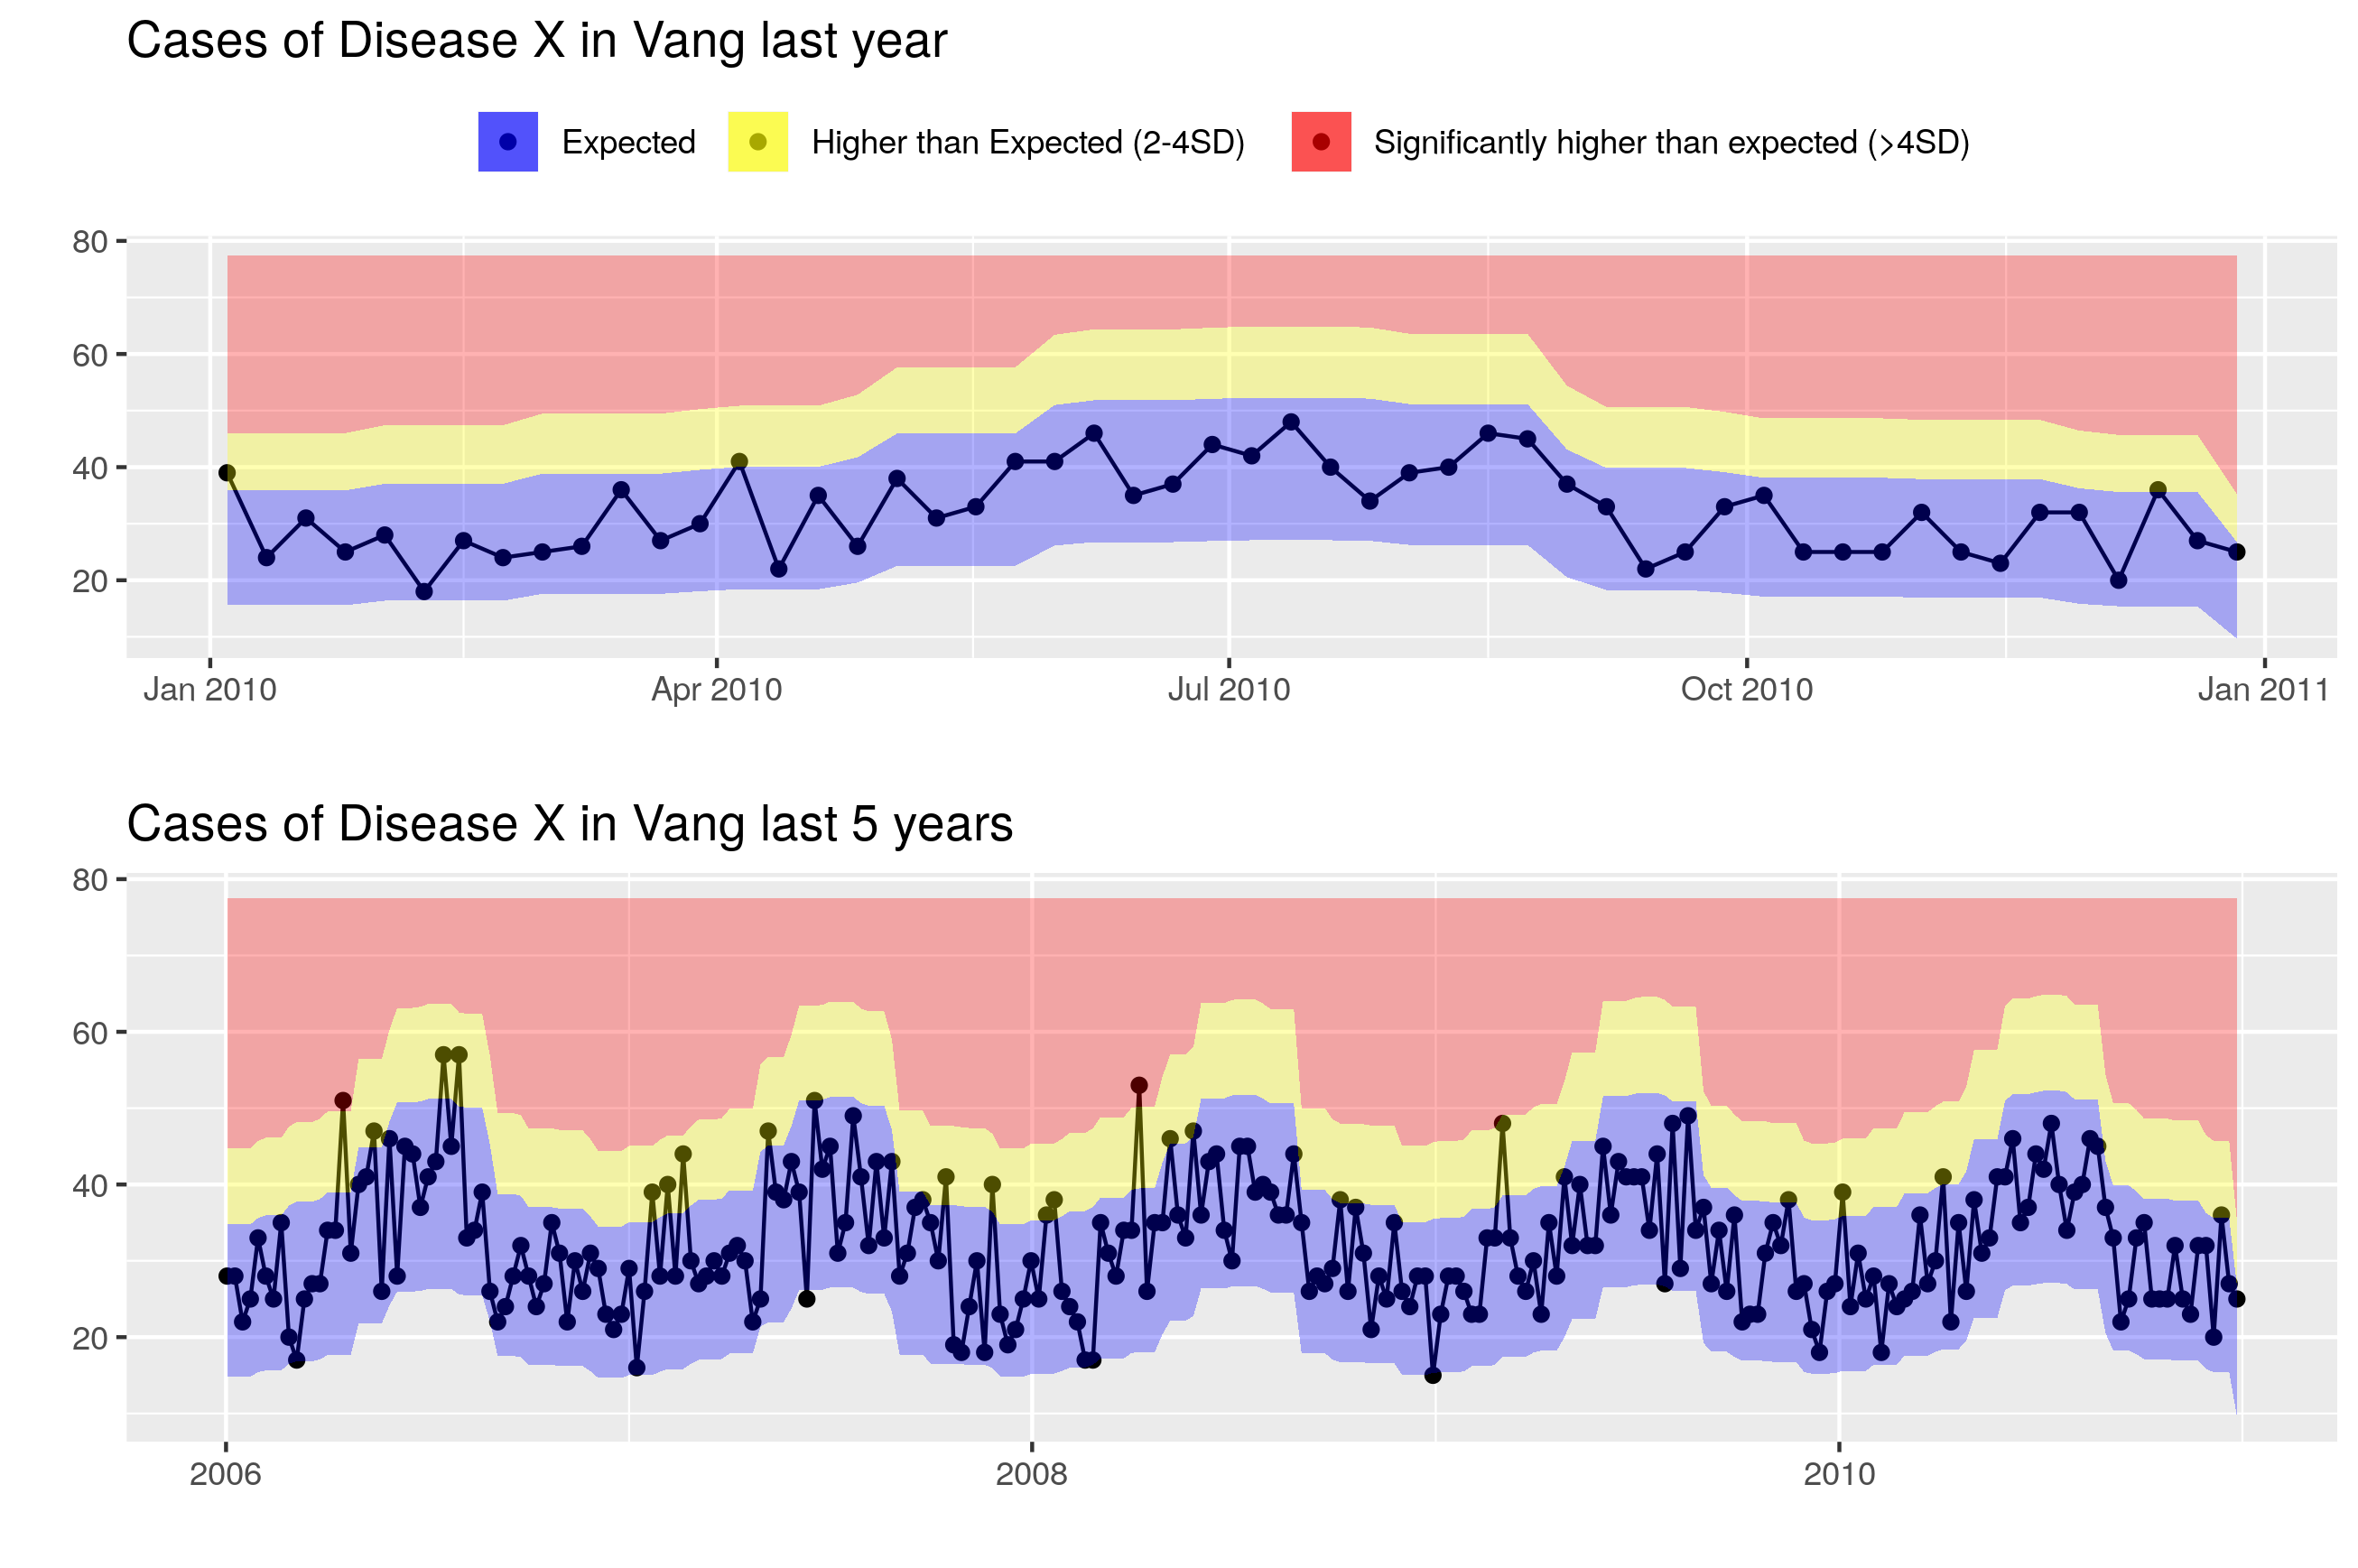 Cases of Disease X in Vang last year
Expected Higher than Expected (2-4SD) Significantly higher than expected (>4SD)
80
60
40
20
Jan 2010 Apr 2010 Jul 2010 Oct 2010 Jan 2011
Cases of Disease X in Vang last 5 years
80
60
40
20
2006 2008 2010